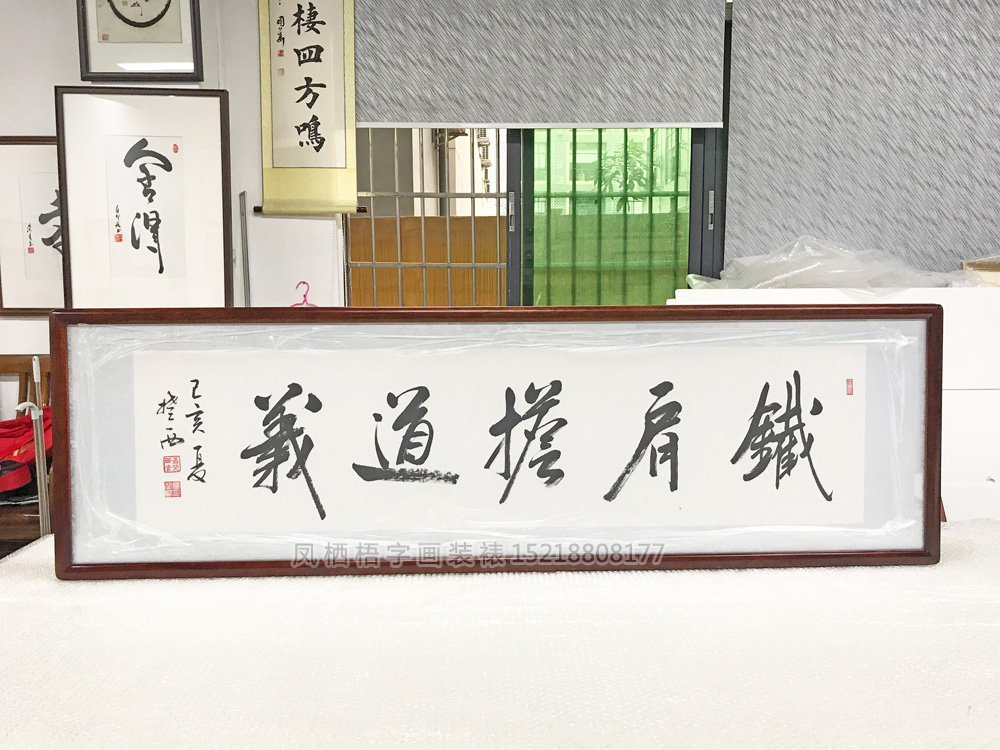 棲四方鳴
舍得
鐵肩擔道義
己亥夏
楚西
凤栖梧字画装裱15218808177